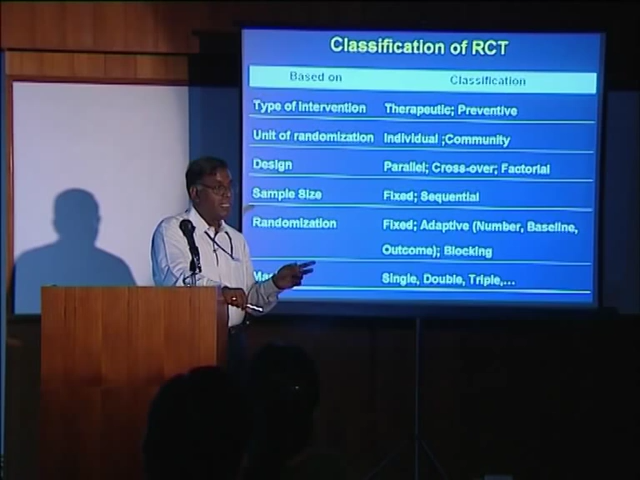 Classification of RCT
Based on Classification
Type of Intervention Therapeutic; Preventive
Unit of randomization Individual ;Community
Design Parallel; Cross-over; Factorial
Sample Size Fixed; Sequential
Randomization Fixed; Adaptive (Number, Baseline,
Outcome); Blocking
Single, Double, Triple,...